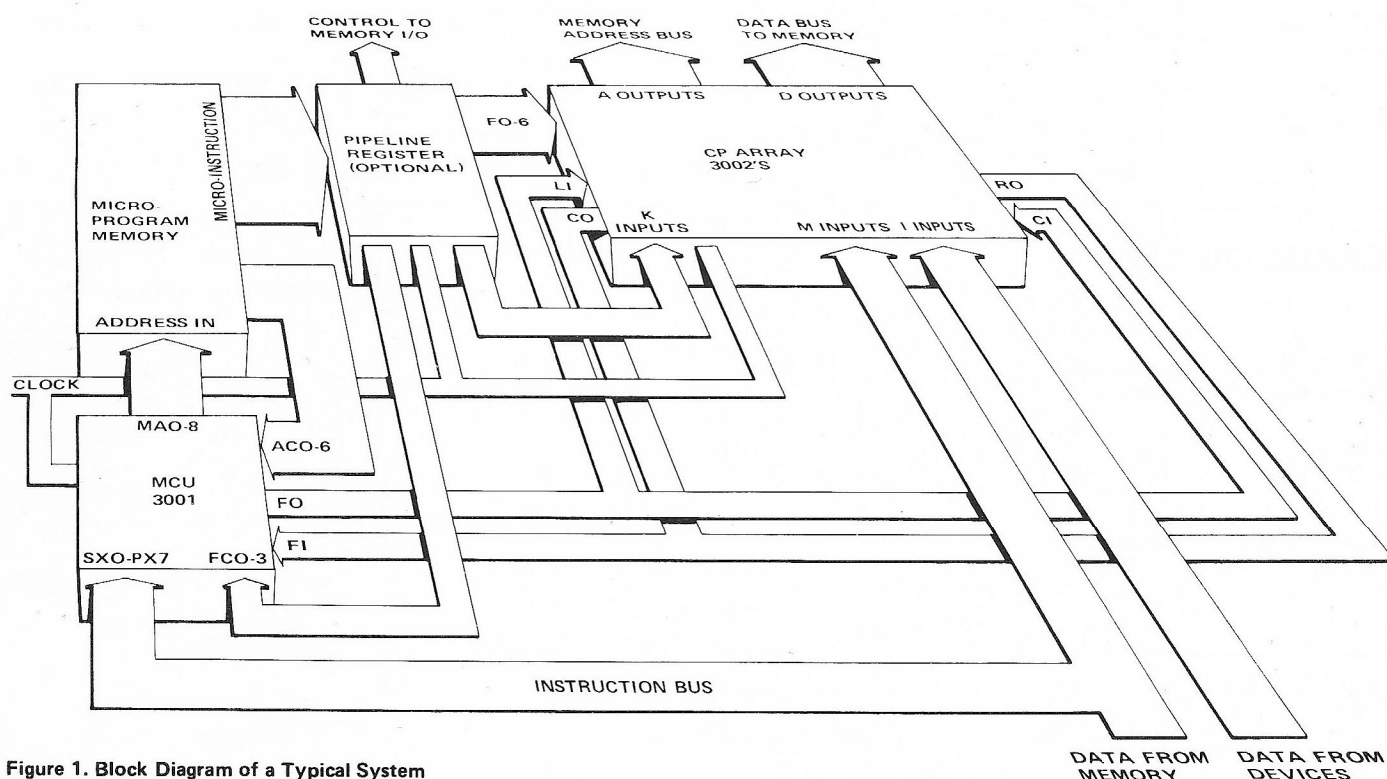 CONTROL TO
MEMORY I/O
MEMORY
ADDRESS BUS
DATA BUS
TO MEMORY
MICRO-INSTRUCTION
MICRO-
PROGRAM
MEMORY
ADDRESS IN
PIPELINE
REGISTER
(OPTIONAL)
FO-6
A OUTPUTS
D OUTPUTS
CP ARRAY
3002'S
LI
CO
K
INPUTS
M INPUTS
I INPUTS
RO
CI
CLOCK
MAO-8
MCU
3001
ACO-6
FO
FI
SXO-PX7
FCO-3
INSTRUCTION BUS
DATA FROM
MEMORY
DATA FROM
DEVICES
Figure 1. Block Diagram of a Typical System